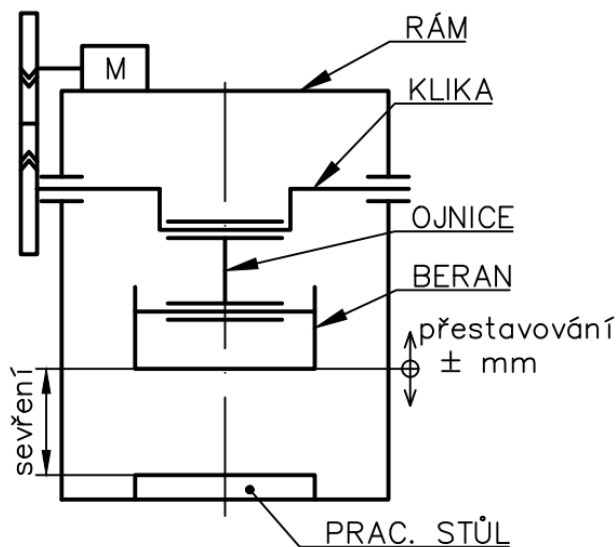 RÁM
M
KLIKA
OJNICE
BERAN
přestavování
± mm
sevření
PRAC. STŮL